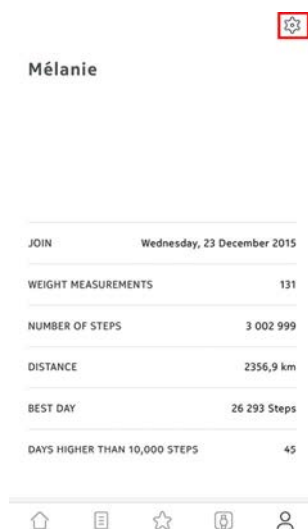 Mélanie
JOIN Wednesday, 23 December 2015
WEIGHT MEASUREMENTS 131
NUMBER OF STEPS 3 002 999
DISTANCE 2356,9 km
BEST DAY 26 293 Steps
DAYS HIGHER THAN 10,000 STEPS 45